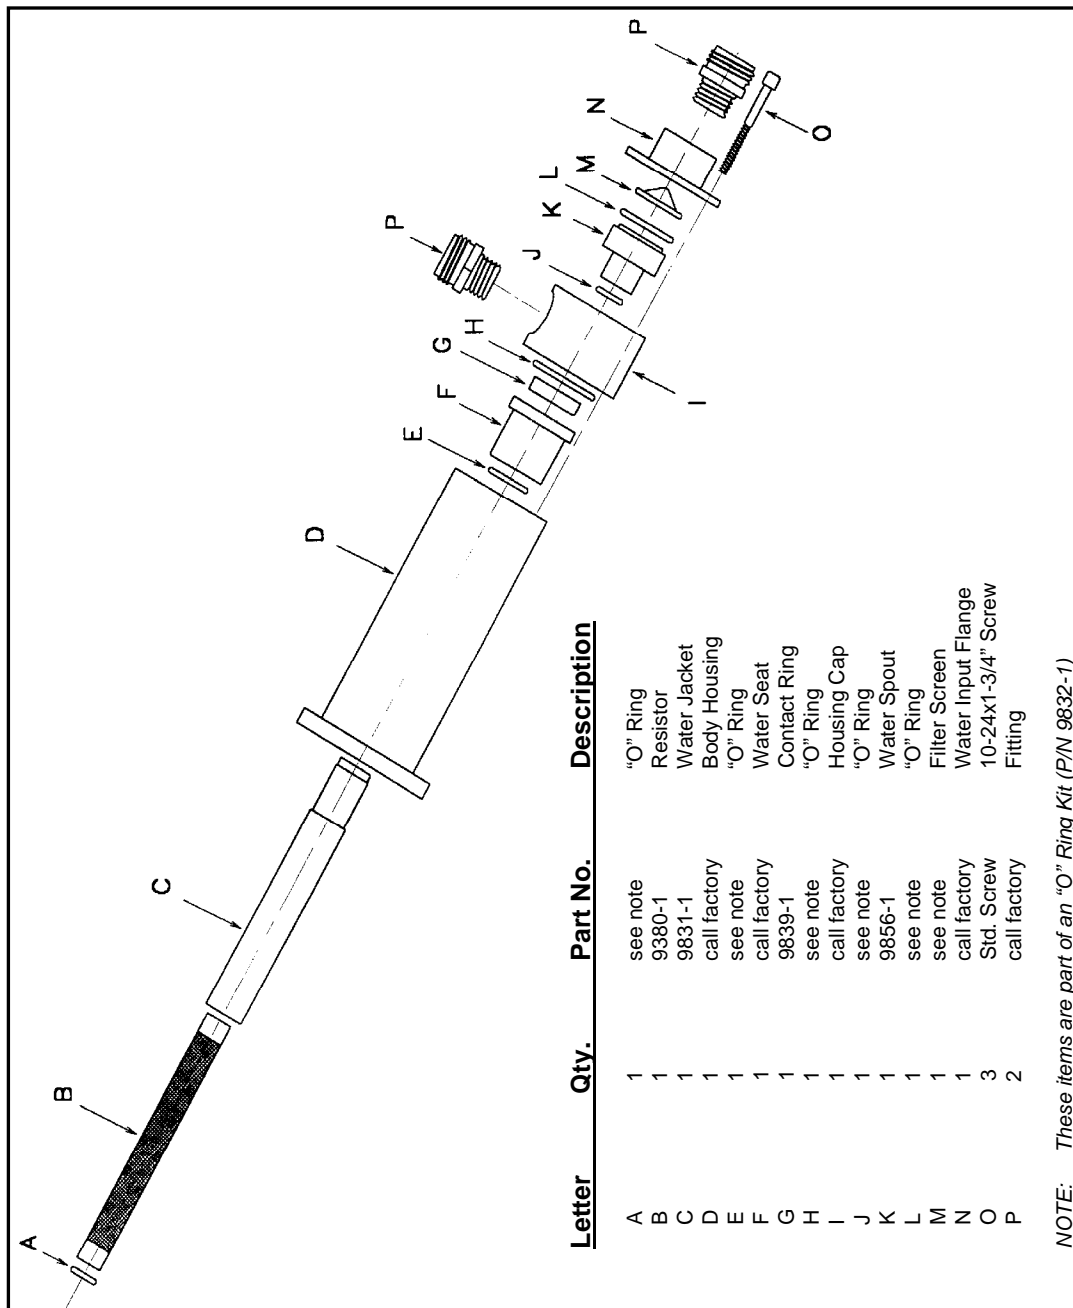 A
B
C
D
E
F
G
H
P
J
K
L
M
N
P
O
I
Letter Qty. Part No. Description
A 1 see note “O” Ring
B 1 9380-1 Resistor
C 1 9831-1 Water Jacket
D 1 call factory Body Housing
E 1 see note “O” Ring
F 1 call factory Water Seat
G 1 9839-1 Contact Ring
H 1 see note “O” Ring
I 1 call factory Housing Cap
J 1 see note “O” Ring
K 1 9856-1 Water Spout
L 1 see note “O” Ring
M 1 see note Filter Screen
N 1 call factory Water Input Flange
O 3 Std. Screw 10-24x1-3/4” Screw
P 2 call factory Fitting
NOTE: These items are part of an “O” Ring Kit (P/N 9832-1)